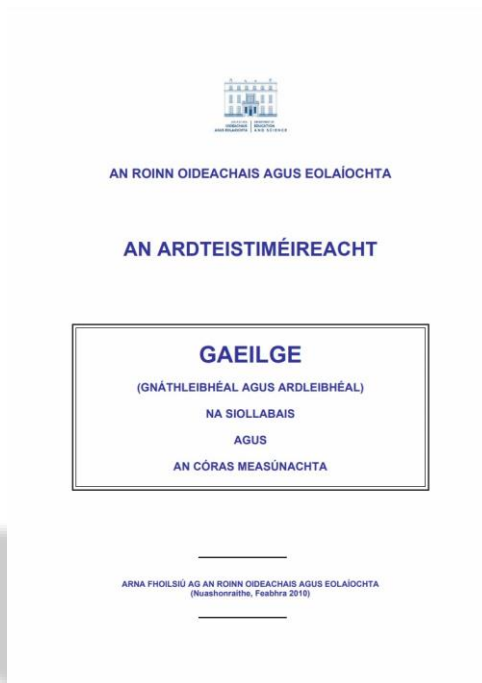 AN ROINN OIDEACHAIS AGUS EOLAÍOCHTA
AN ARDTEISTIMÉIREACHT
GAEILGE
(GNÁTHLEIBHÉAL AGUS ARDLEIBHÉAL)
NA SIOLLABAIS
AGUS
AN CÓRAS MEASÚNACHTA
ARNA FHOILSIÚ AG AN ROINN OIDEACHAIS AGUS EOLAÍOCHTA
(Nuashonraithe, Feabhra 2010)